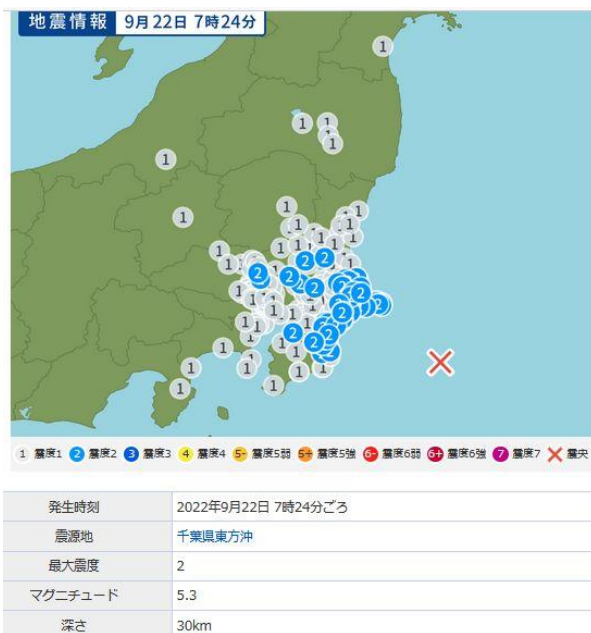 地震情報 9月22日 7時24分
1 震度1 2 震度2 3 震度3 4 震度4 5- 震度5弱 5+ 震度5強 6- 震度6弱 6+ 震度6強 7 震度7 × 震央
発生時刻 2022年9月22日 7時24分ごろ
震源地 千葉県東方沖
最大震度 2
マグニチュード 5.3
深さ 30km